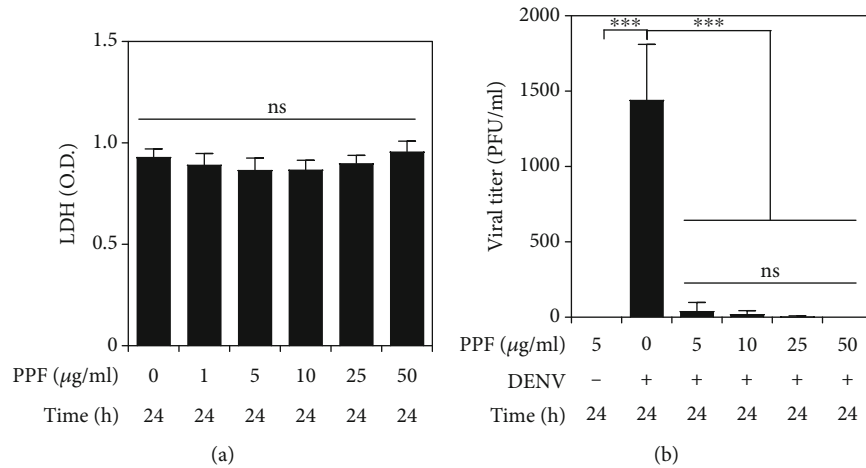 1.5
ns
1.0
LDH (O.D.)
0.5
0
PPF (μg/ml) 0 1 5 10 25 50
Time (h) 24 24 24 24 24 24
(a)
2000
*** ***
1500
Viral titer (PFU/ml)
1000
500
ns
0
PPF (μg/ml) 5 0 5 10 25 50
DENV – + + + + +
Time (h) 24 24 24 24 24 24
(b)